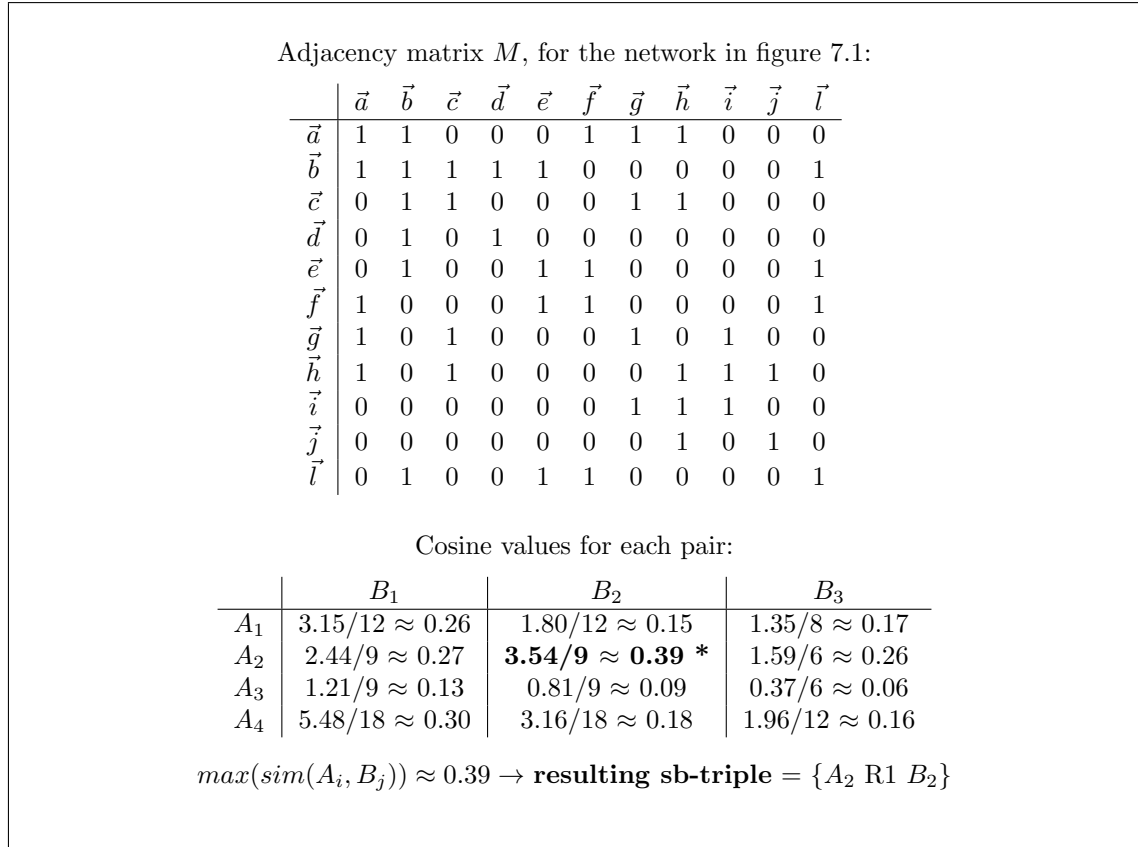 Adjacency matrix M, for the network in figure 7.1:
a⃗ b⃗ c⃗ d⃗ e⃗ f⃗ g⃗ h⃗ i⃗ j⃗ l⃗
a⃗ 1 1 0 0 0 1 1 1 0 0 0
b⃗ 1 1 1 1 1 0 0 0 0 0 1
c⃗ 0 1 1 0 0 0 1 1 0 0 0
d⃗ 0 1 0 1 0 0 0 0 0 0 0
e⃗ 0 1 0 0 1 1 0 0 0 0 1
f⃗ 1 0 0 0 1 1 0 0 0 0 1
g⃗ 1 0 1 0 0 0 1 0 1 0 0
h⃗ 1 0 1 0 0 0 0 1 1 1 0
i⃗ 0 0 0 0 0 0 1 1 1 0 0
j⃗ 0 0 0 0 0 0 0 1 0 1 0
l⃗ 0 1 0 0 1 1 0 0 0 0 1
Cosine values for each pair:
B₁ B₂ B₃
A₁ 3.15/12 ≈ 0.26 1.80/12 ≈ 0.15 1.35/8 ≈ 0.17
A₂ 2.44/9 ≈ 0.27 3.54/9 ≈ 0.39 * 1.59/6 ≈ 0.26
A₃ 1.21/9 ≈ 0.13 0.81/9 ≈ 0.09 0.37/6 ≈ 0.06
A₄ 5.48/18 ≈ 0.30 3.16/18 ≈ 0.18 1.96/12 ≈ 0.16
max(sim(Aᵢ, Bⱼ)) ≈ 0.39 → resulting sb-triple = {A₂ R1 B₂}